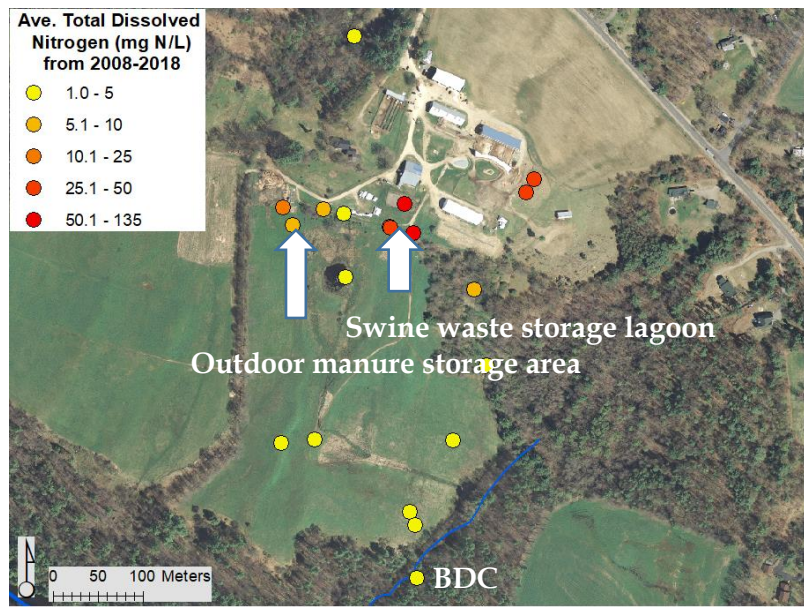 Ave. Total Dissolved
Nitrogen (mg N/L)
from 2008-2018
1.0 - 5
5.1 - 10
10.1 - 25
25.1 - 50
50.1 - 135
Swine waste storage lagoon
Outdoor manure storage area
BDC
0 50 100 Meters